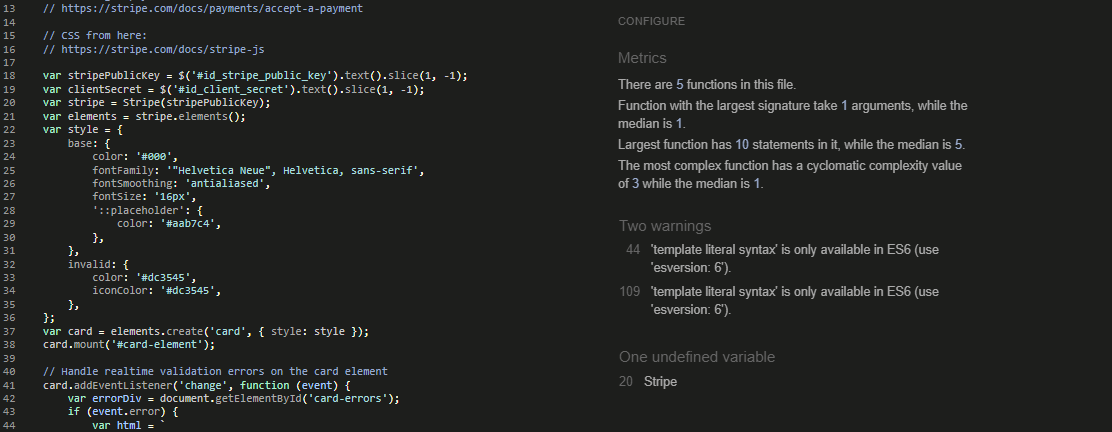 13 // https://stripe.com/docs/payments/accept-a-payment
14
15 // CSS from here:
16 // https://stripe.com/docs/stripe-js
17
18 var stripePublicKey = $('#id_stripe_public_key').text().slice(1, -1);
19 var clientSecret = $('#id_client_secret').text().slice(1, -1);
20 var stripe = Stripe(stripePublicKey);
21 var elements = stripe.elements();
22 var style = {
23     base: {
24         color: '#000',
25         fontFamily: '"Helvetica Neue", Helvetica, sans-serif',
26         fontSmoothing: 'antialiased',
27         fontSize: '16px',
28         '::placeholder': {
29             color: '#aab7c4',
30         },
31     },
32     invalid: {
33         color: '#dc3545',
34         iconColor: '#dc3545',
35     },
36 };
37 var card = elements.create('card', { style: style });
38 card.mount('#card-element');
39
40 // Handle realtime validation errors on the card element
41 card.addEventListener('change', function (event) {
42     var errorDiv = document.getElementById('card-errors');
43     if (event.error) {
44         var html = `
CONFIGURE
Metrics
There are 5 functions in this file.
Function with the largest signature take 1 arguments, while the
median is 1.
Largest function has 10 statements in it, while the median is 5.
The most complex function has a cyclomatic complexity value
of 3 while the median is 1.
Two warnings
44 'template literal syntax' is only available in ES6 (use
'esversion: 6').
109 'template literal syntax' is only available in ES6 (use
'esversion: 6').
One undefined variable
20 Stripe